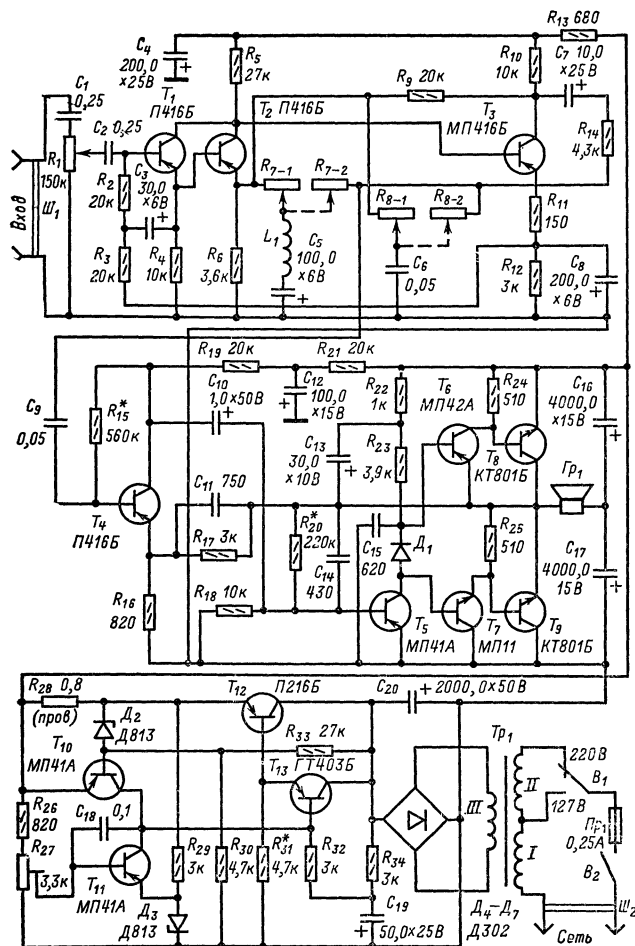 R13 680
C4
200,0
×25В
R5
27к
R10
10к
C7 10,0
×25В
C1
0,25
T1
П416Б
T2 П416Б
R9 20к
T3
МП416Б
C2 0,25
R14
4,3к
R1
150к
Вход
Ш1
R2
20к
C3
30,0
×6В
R7-1
R7-2
R8-1
R8-2
R11
150
R3
20к
R4
10к
R6
3,6к
L1
C5
100,0
×6В
C6
0,05
R12
3к
C8
200,0
×6В
R19 20к
R21 20к
C9
0,05
R15*
560к
C10
1,0×50В
C12
100,0
×15В
R22
1к
T6
МП42А
R24
510
C16
4000,0
×15В
C13
30,0
×10В
R23
3,9к
T8
КТ801Б
Гр1
T4
П416Б
C11 750
R17 3к
R20*
220к
C15
620
Д1
R25
510
C14
430
C17
4000,0
15В
R16
820
R18 10к
T5
МП41А
T7
МП11
T9
КТ801Б
R28 0,8
(пров)
T12
П216Б
C20
2000,0×50В
Д2
Д813
R33 27к
Тр1
T10
МП41А
T13
ГТ403Б
220В
В1
127В
II
III
I
Пр1
0,25А
В2
R26
820
C18 0,1
R27
3,3к
R29
3к
R30
4,7к
R31*
4,7к
R32
3к
R34
3к
T11
МП41А
Д3
Д813
C19
50,0×25В
Д4–Д7
Д302
Ш2
Сеть